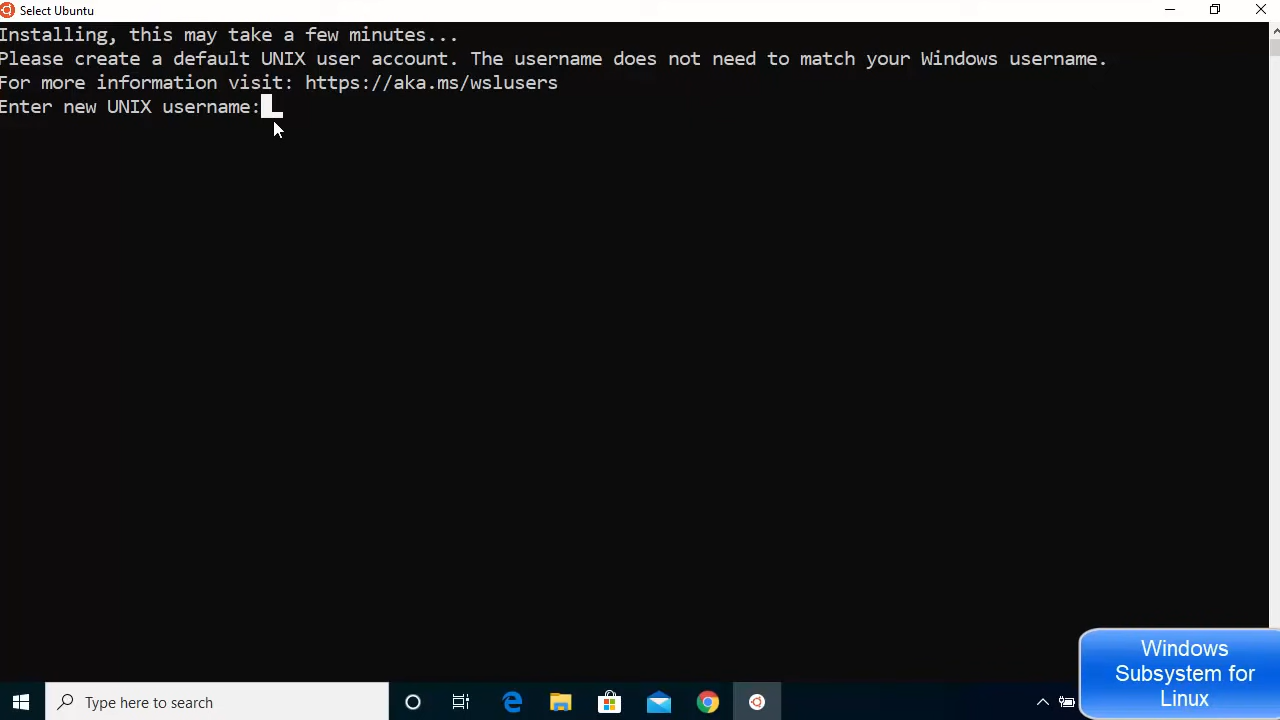 Select Ubuntu
Installing, this may take a few minutes...
Please create a default UNIX user account. The username does not need to match your Windows username.
For more information visit: https://aka.ms/wslusers
Enter new UNIX username:
Type here to search
Windows
Subsystem for
Linux